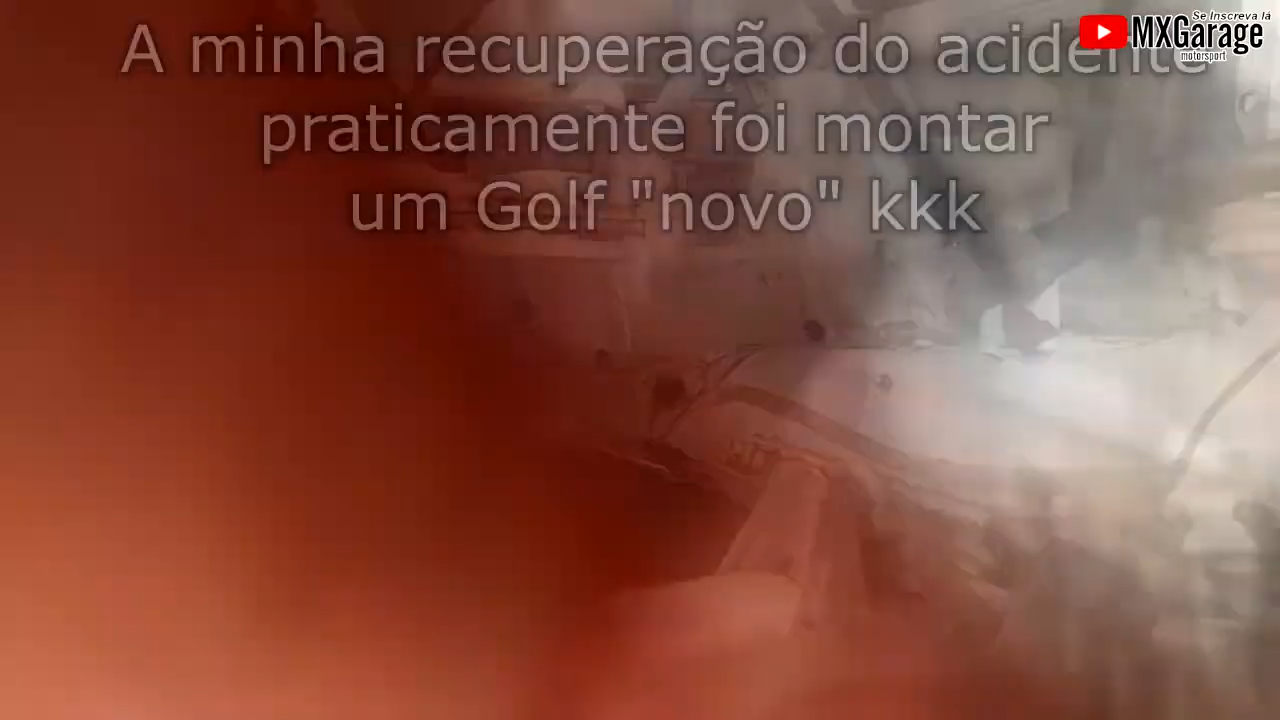 Se Inscreva lá
MXGarage
motorsport
A minha recuperação do acidente
praticamente foi montar
um Golf "novo" kkk